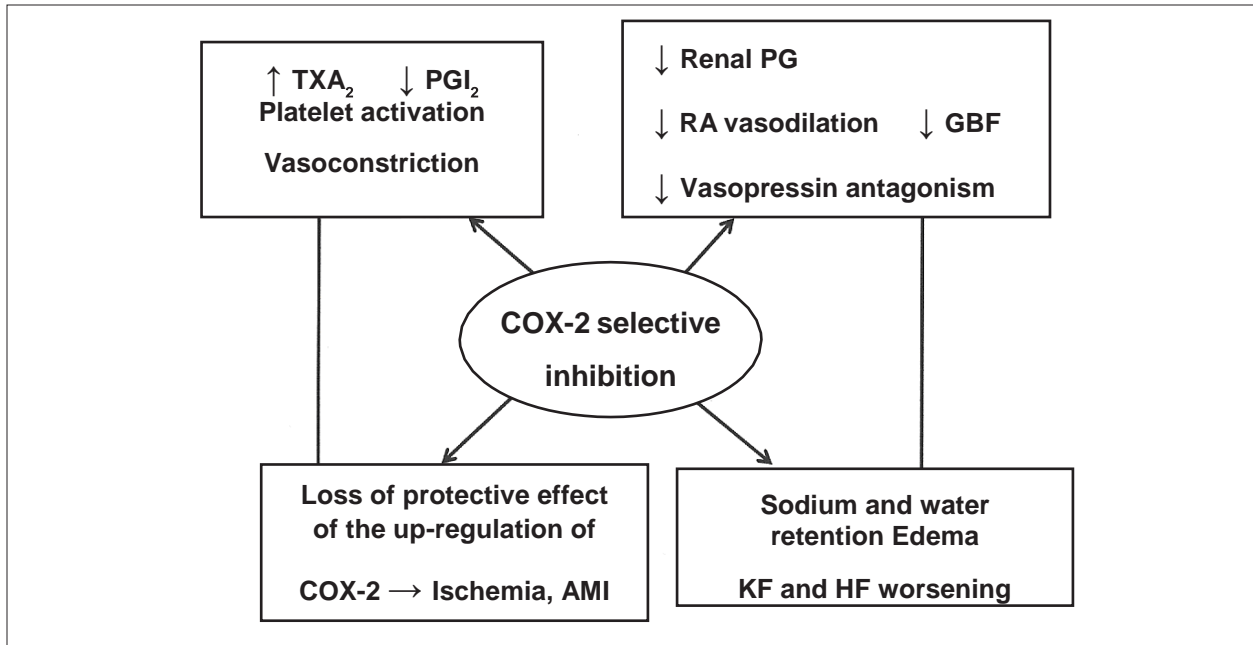 ↑ TXA₂ ↓ PGI₂
Platelet activation
Vasoconstriction
↓ Renal PG
↓ RA vasodilation ↓ GBF
↓ Vasopressin antagonism
COX-2 selective
inhibition
Loss of protective effect
of the up-regulation of
COX-2 → Ischemia, AMI
Sodium and water
retention Edema
KF and HF worsening